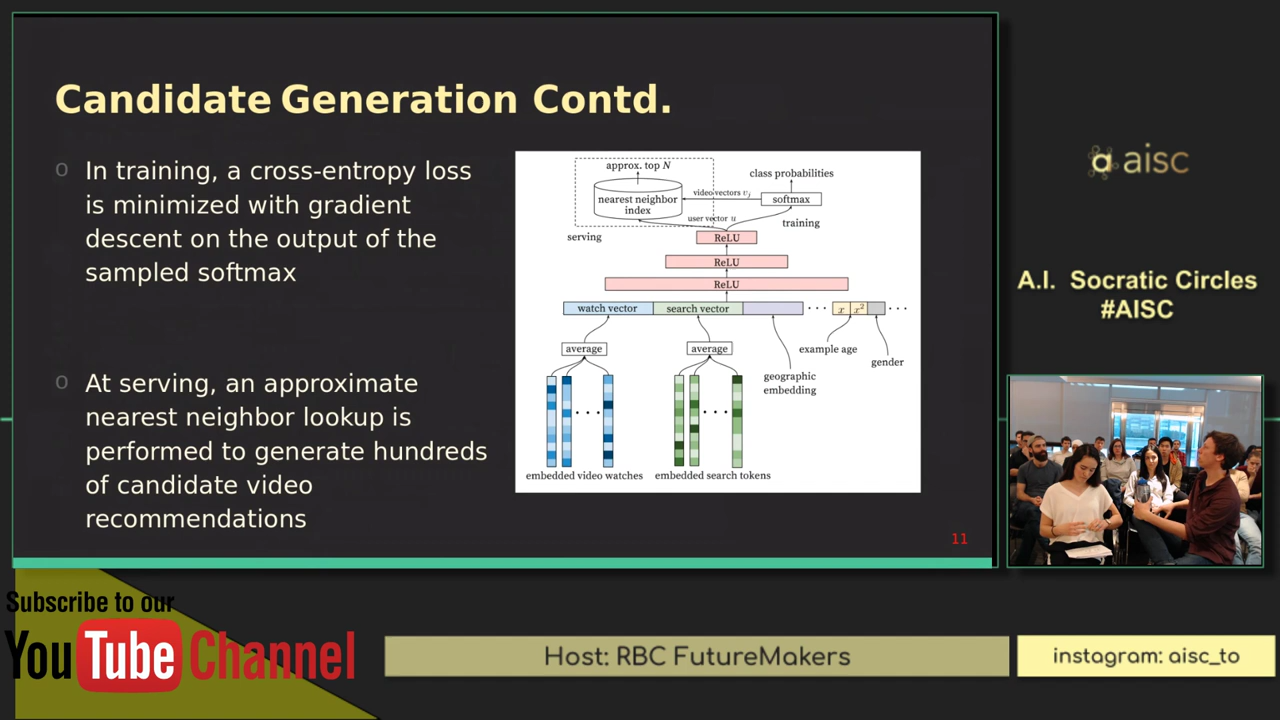 Candidate Generation Contd.
o In training, a cross-entropy loss
is minimized with gradient
descent on the output of the
sampled softmax
o At serving, an approximate
nearest neighbor lookup is
performed to generate hundreds
of candidate video
recommendations
approx. top N
class probabilities
nearest neighbor
index
video vectors vj
softmax
user vector u
training
serving
ReLU
ReLU
ReLU
watch vector
search vector
...
x
x²
...
average
average
example age
gender
geographic
embedding
...
...
embedded video watches
embedded search tokens
11
aisc
A.I. Socratic Circles
#AISC
Subscribe to our
YouTube Channel
Host: RBC FutureMakers
instagram: aisc_to